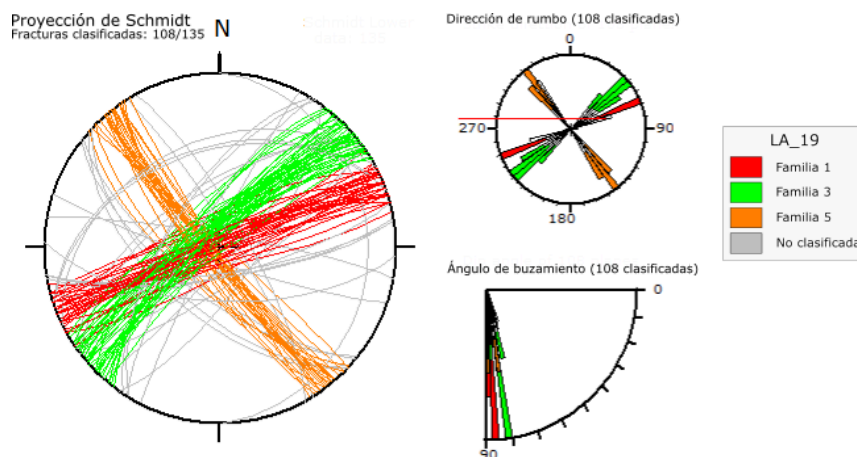 Proyección de Schmidt
Fracturas clasificadas: 108/135
N
Dirección de rumbo (108 clasificadas)
0
270
90
180
LA_19
Familia 1
Familia 3
Familia 5
No clasificada
Ángulo de buzamiento (108 clasificadas)
0
90